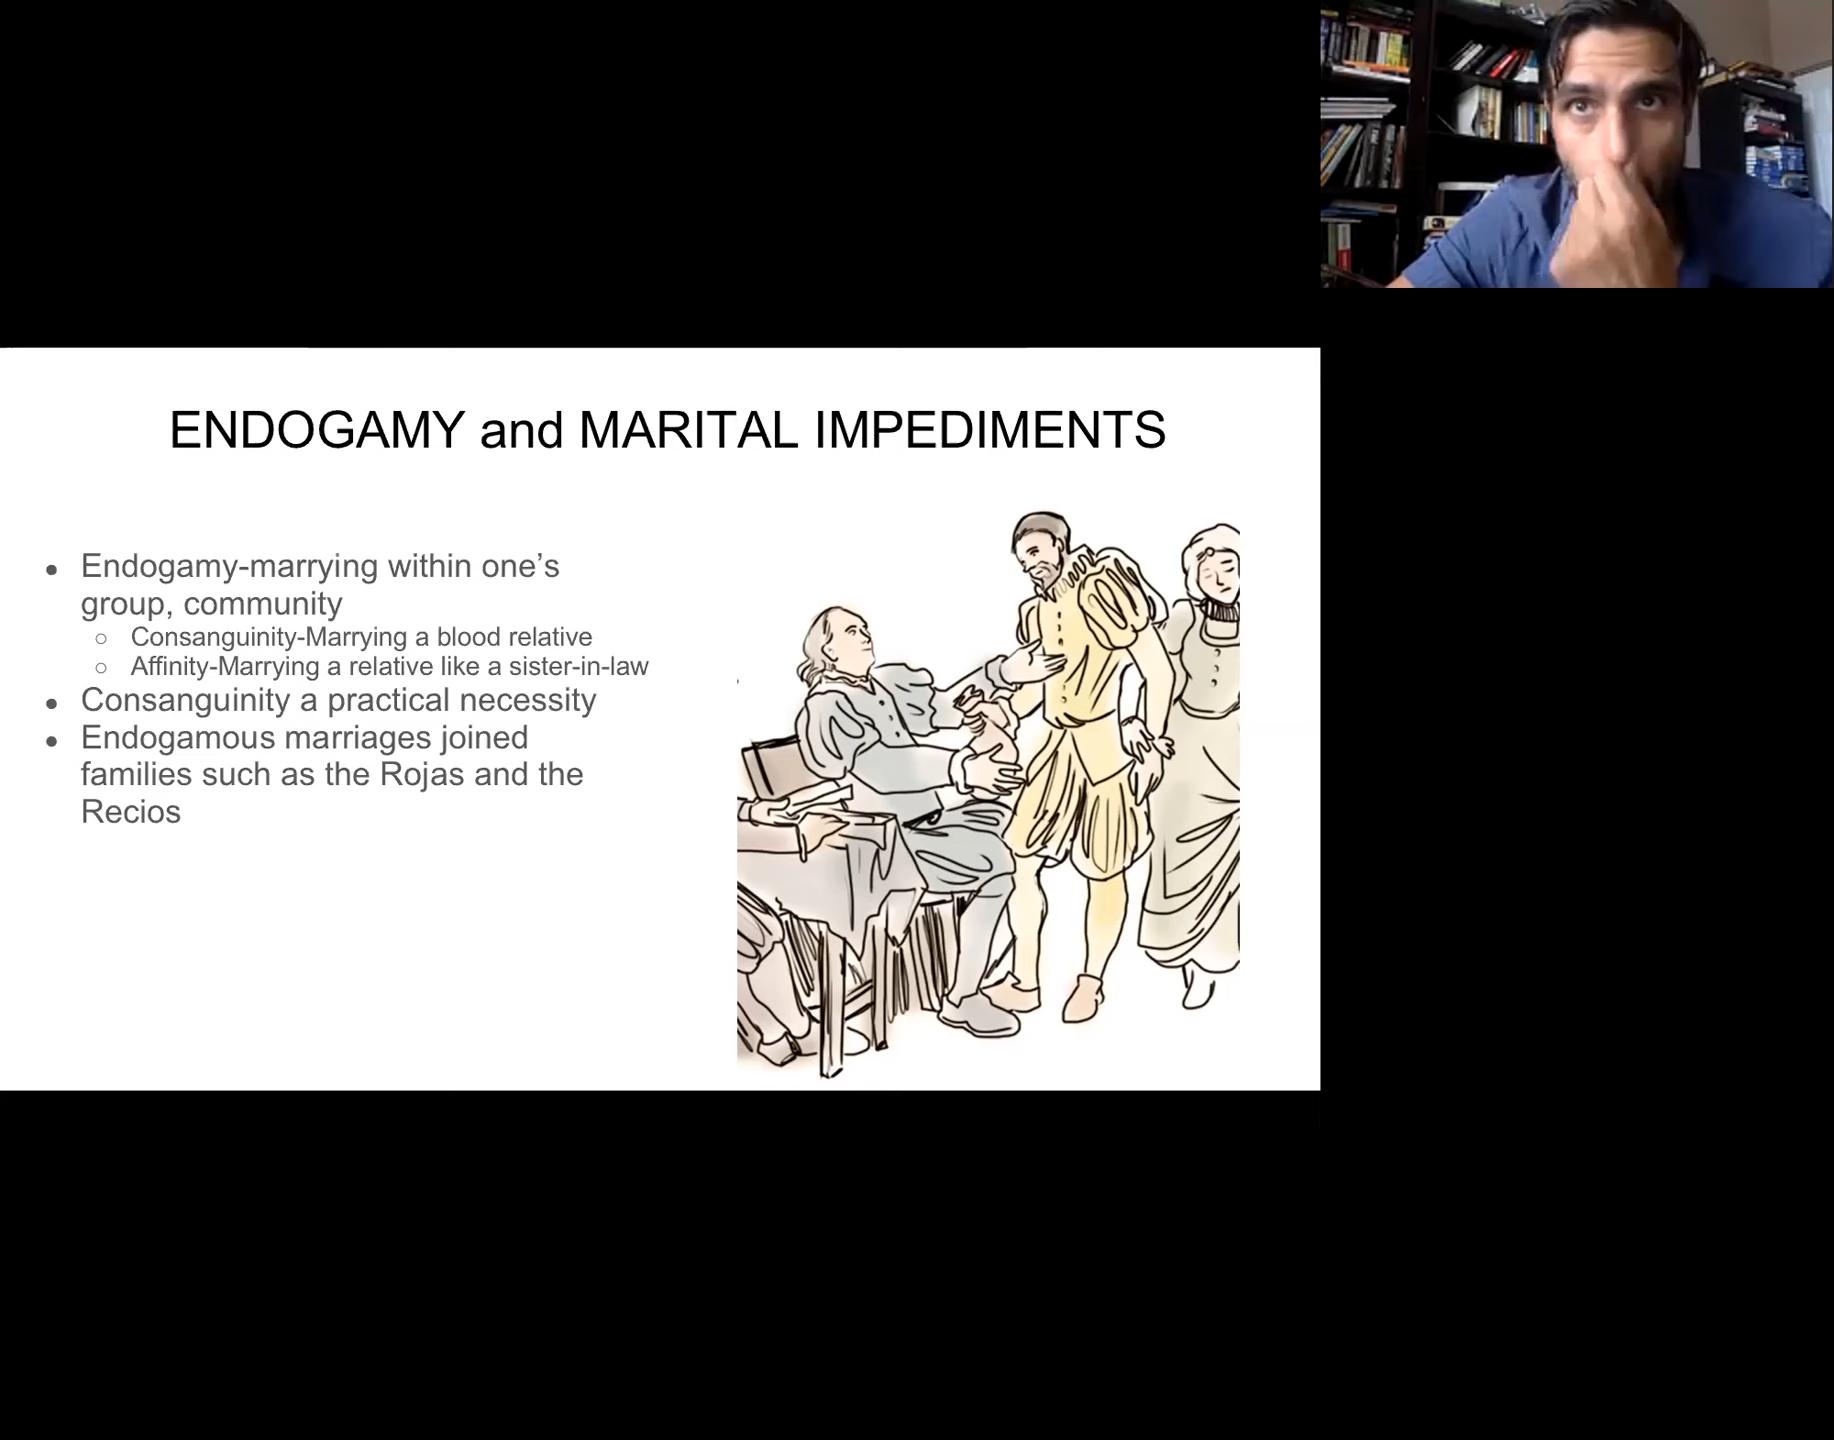 ENDOGAMY and MARITAL IMPEDIMENTS
● Endogamy-marrying within one’s
group, community
○ Consanguinity-Marrying a blood relative
○ Affinity-Marrying a relative like a sister-in-law
● Consanguinity a practical necessity
● Endogamous marriages joined
families such as the Rojas and the
Recios